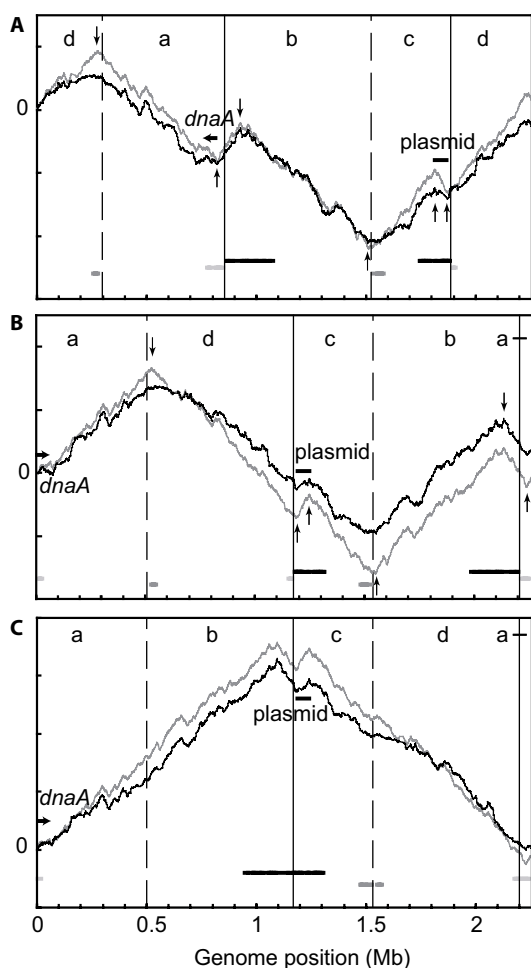 A
d a b c d
0
dnaA
plasmid
B
a d c b a
plasmid
0
dnaA
C
a b c d a
plasmid
dnaA
0
0 0.5 1 1.5 2
Genome position (Mb)